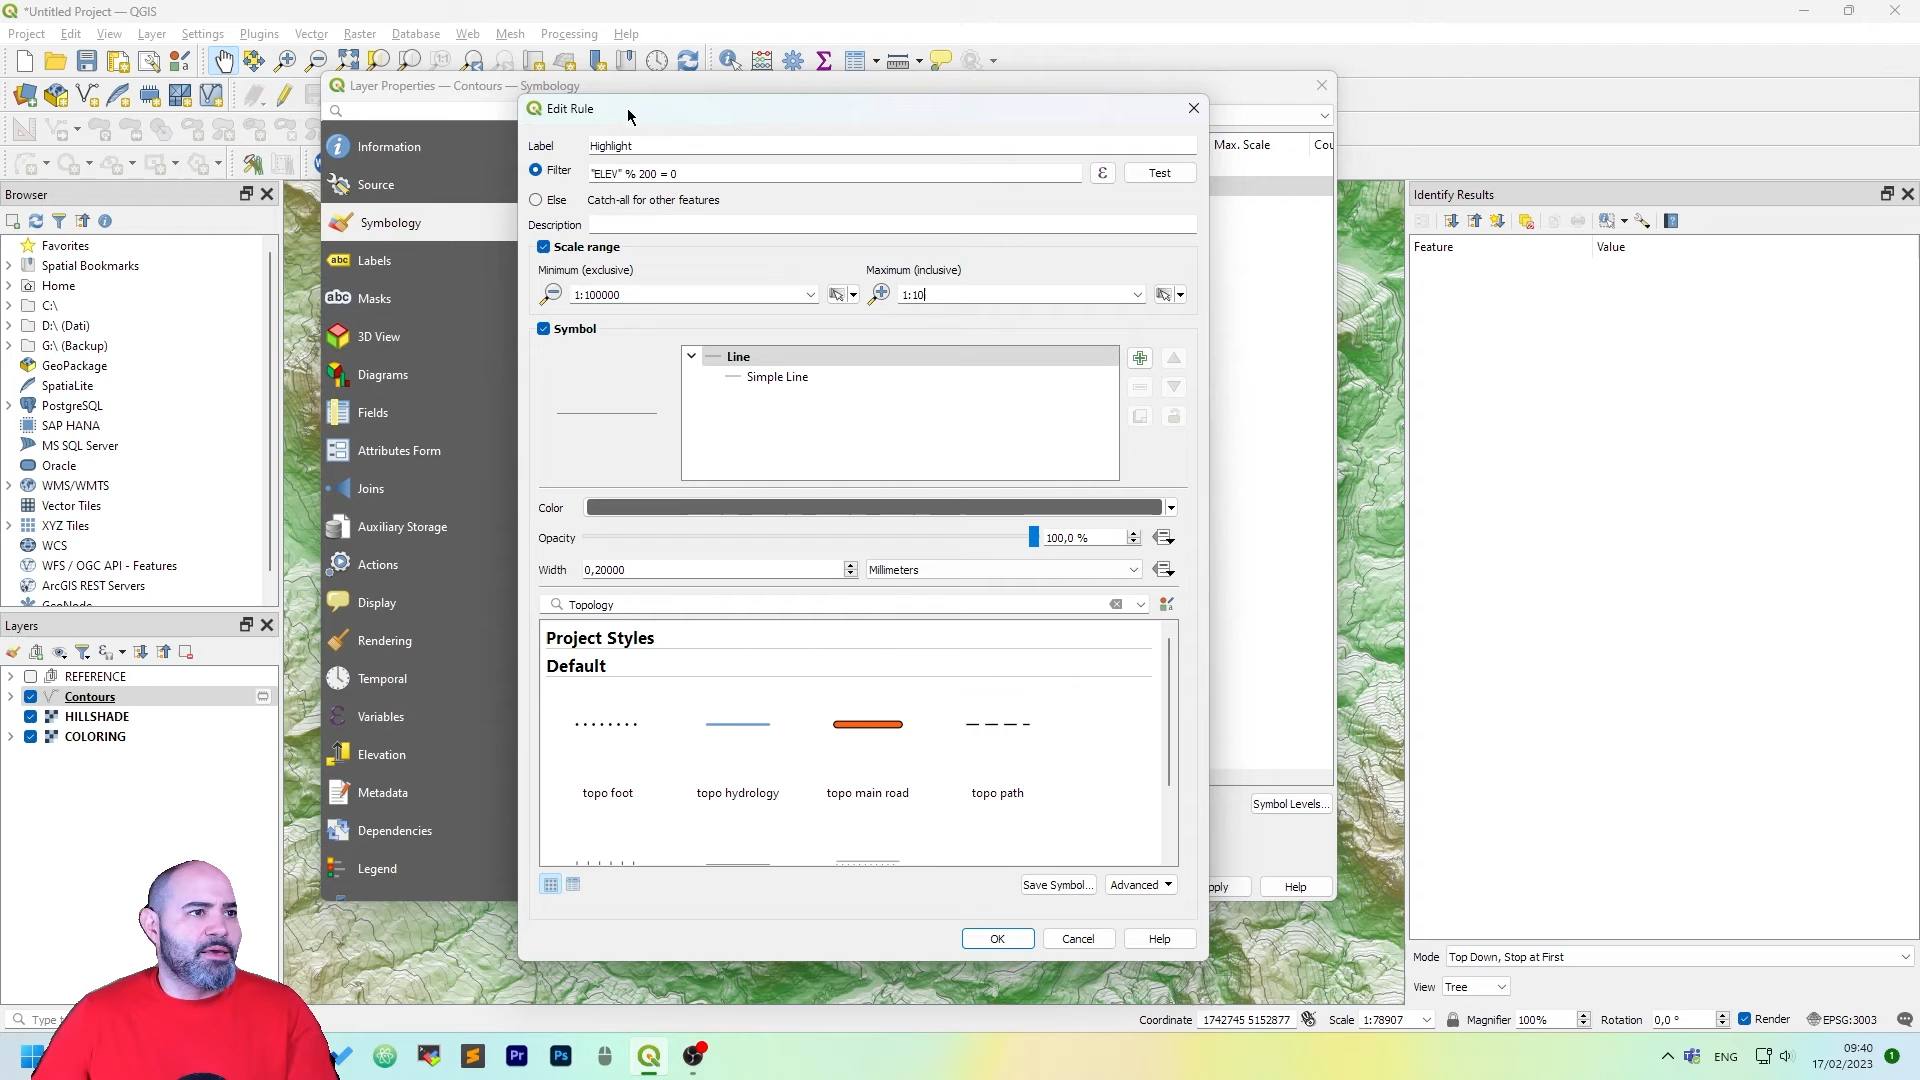 *Untitled Project — QGIS
Project Edit View Layer Settings Plugins Vector Raster Database Web Mesh Processing Help
Layer Properties — Contours — Symbology
Edit Rule
Information
Source
Symbology
Labels
Masks
3D View
Diagrams
Fields
Attributes Form
Joins
Auxiliary Storage
Actions
Display
Rendering
Temporal
Variables
Elevation
Metadata
Dependencies
Legend
Label Highlight
Filter "ELEV" % 200 = 0 ε Test
Else Catch-all for other features
Description
Scale range
Minimum (exclusive) Maximum (inclusive)
1:100000 1:10
Symbol
Line
Simple Line
Color
Opacity 100,0 %
Width 0,20000 Millimeters
Topology
Project Styles
Default
topo foot topo hydrology topo main road topo path
Save Symbol... Advanced
OK Cancel Help
Max. Scale Cou
Symbol Levels...
pply Help
Browser
Favorites
Spatial Bookmarks
Home
C:\
D:\ (Dati)
G:\ (Backup)
GeoPackage
SpatiaLite
PostgreSQL
SAP HANA
MS SQL Server
Oracle
WMS/WMTS
Vector Tiles
XYZ Tiles
WCS
WFS / OGC API - Features
ArcGIS REST Servers
GeoNode
Layers
REFERENCE
Contours
HILLSHADE
COLORING
Identify Results
Feature Value
Mode Top Down, Stop at First
View Tree
Type t
Coordinate 1742745 5152877 Scale 1:78907 Magnifier 100% Rotation 0,0 ° Render EPSG:3003
Pr Ps
ENG
09:40
17/02/2023
1